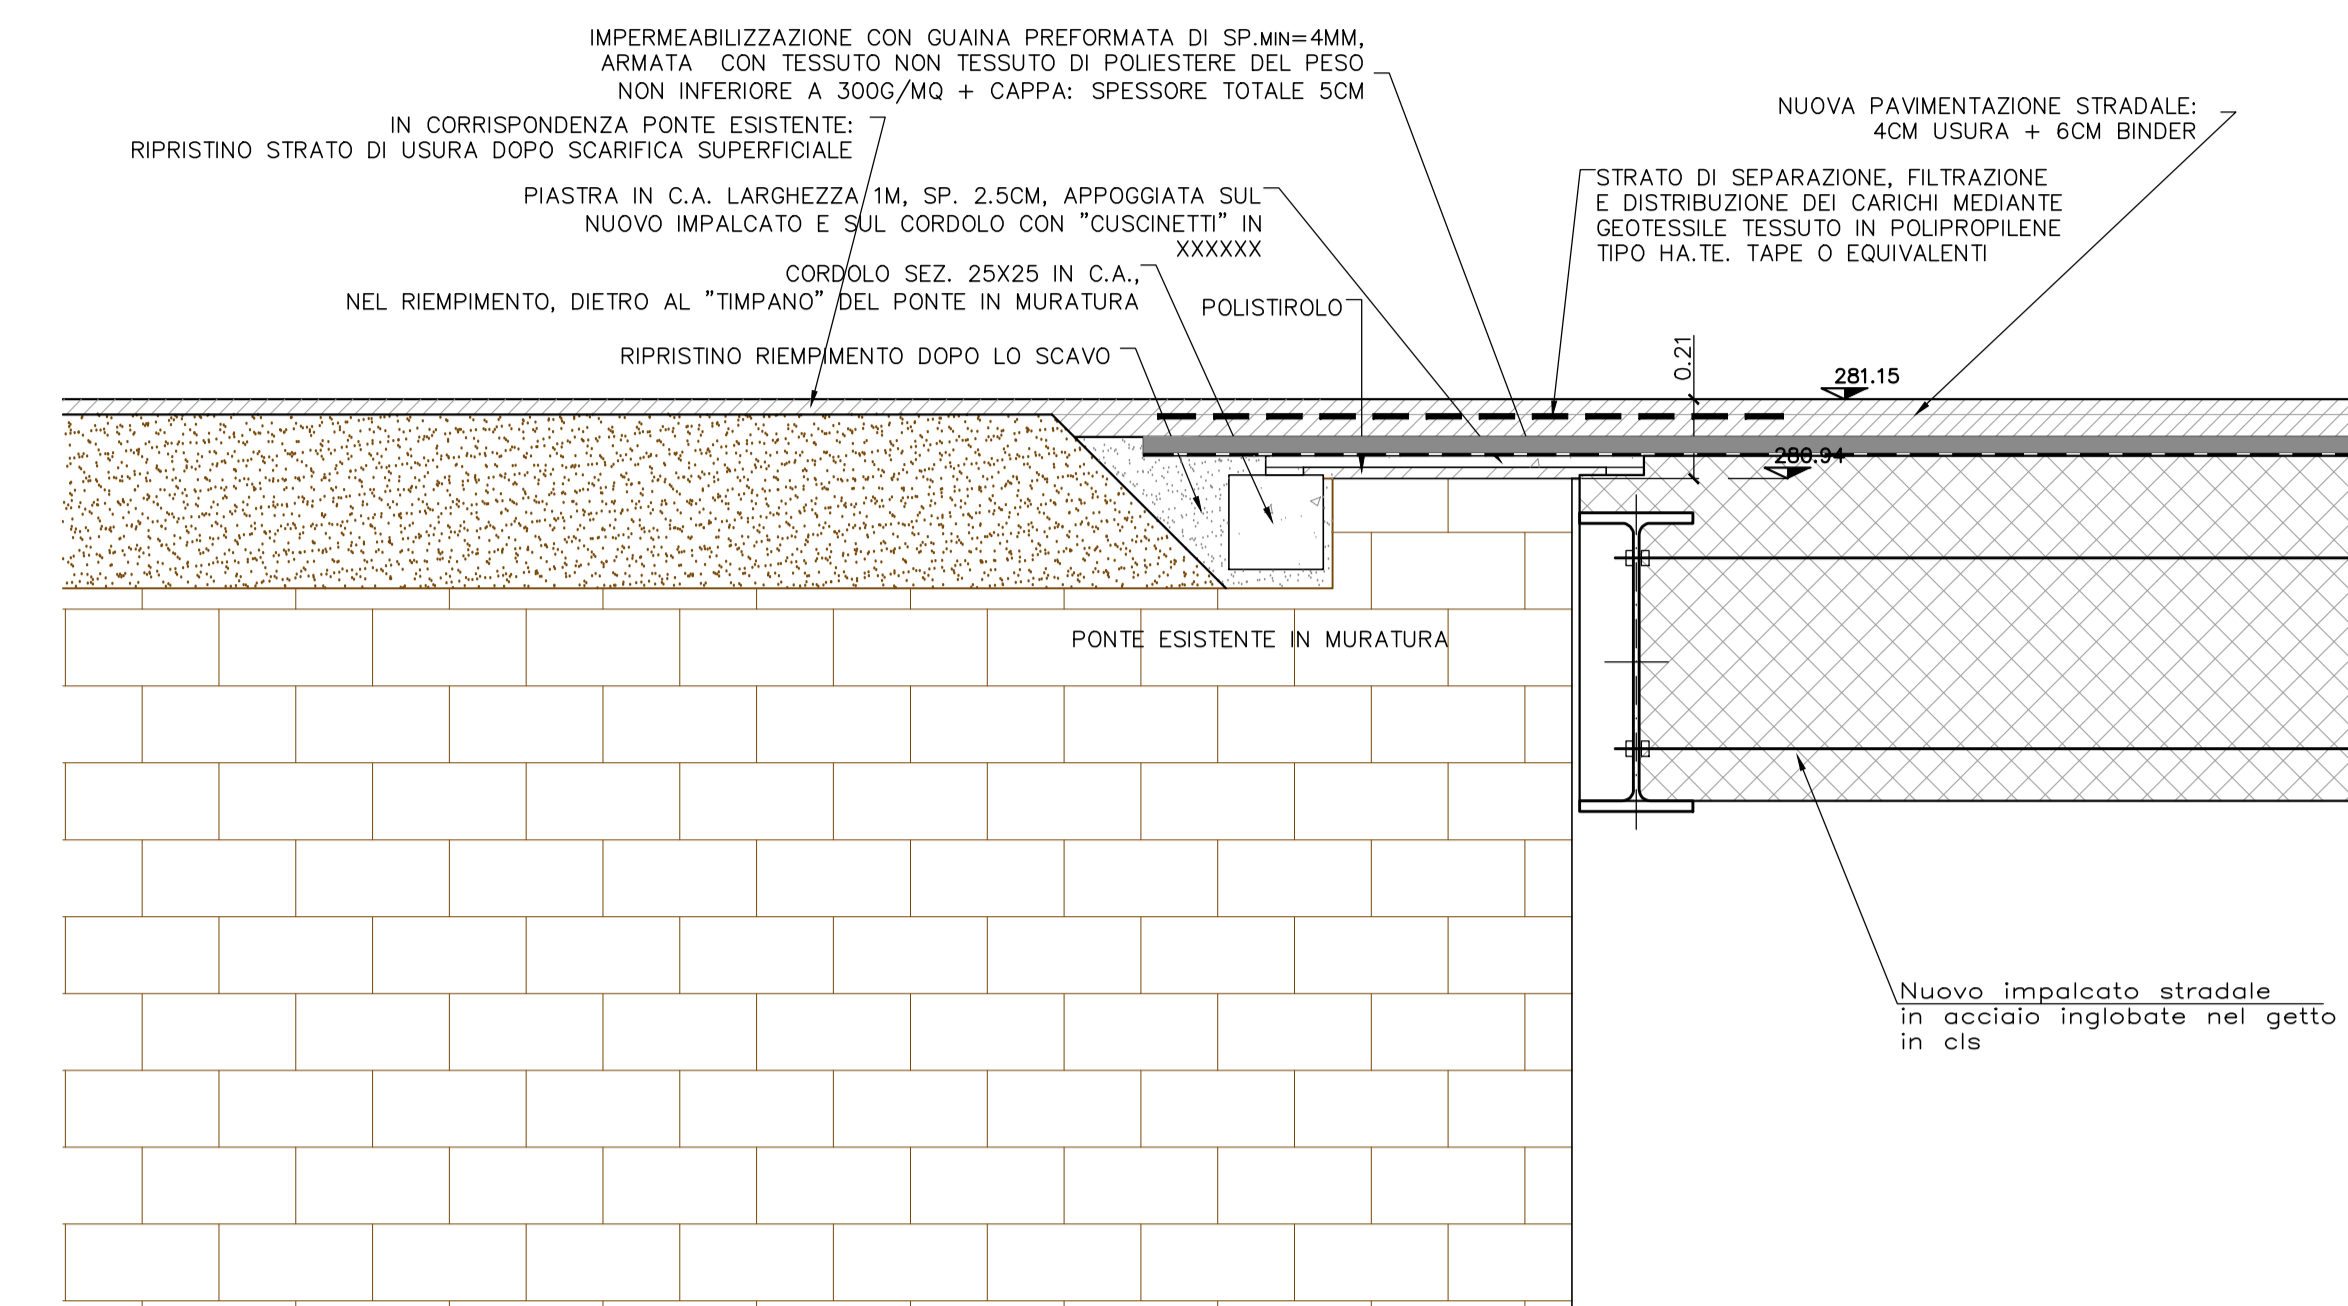 IMPERMEABILIZZAZIONE CON GUAINA PREFORMATA DI SP.MIN=4MM,
ARMATA CON TESSUTO NON TESSUTO DI POLIESTERE DEL PESO
NON INFERIORE A 300G/MQ + CAPPA: SPESSORE TOTALE 5CM
IN CORRISPONDENZA PONTE ESISTENTE:
RIPRISTINO STRATO DI USURA DOPO SCARIFICA SUPERFICIALE
NUOVA PAVIMENTAZIONE STRADALE:
4CM USURA + 6CM BINDER
STRATO DI SEPARAZIONE, FILTRAZIONE
E DISTRIBUZIONE DEI CARICHI MEDIANTE
GEOTESSILE TESSUTO IN POLIPROPILENE
TIPO HA.TE. TAPE O EQUIVALENTI
PIASTRA IN C.A. LARGHEZZA 1M, SP. 2.5CM, APPOGGIATA SUL
NUOVO IMPALCATO E SUL CORDOLO CON "CUSCINETTI" IN
XXXXXX
CORDOLO SEZ. 25X25 IN C.A.,
NEL RIEMPIMENTO, DIETRO AL "TIMPANO" DEL PONTE IN MURATURA
POLISTIROLO
RIPRISTINO RIEMPIMENTO DOPO LO SCAVO
0.21
281.15
280.94
PONTE ESISTENTE IN MURATURA
Nuovo impalcato stradale
in acciaio inglobate nel getto
in cls